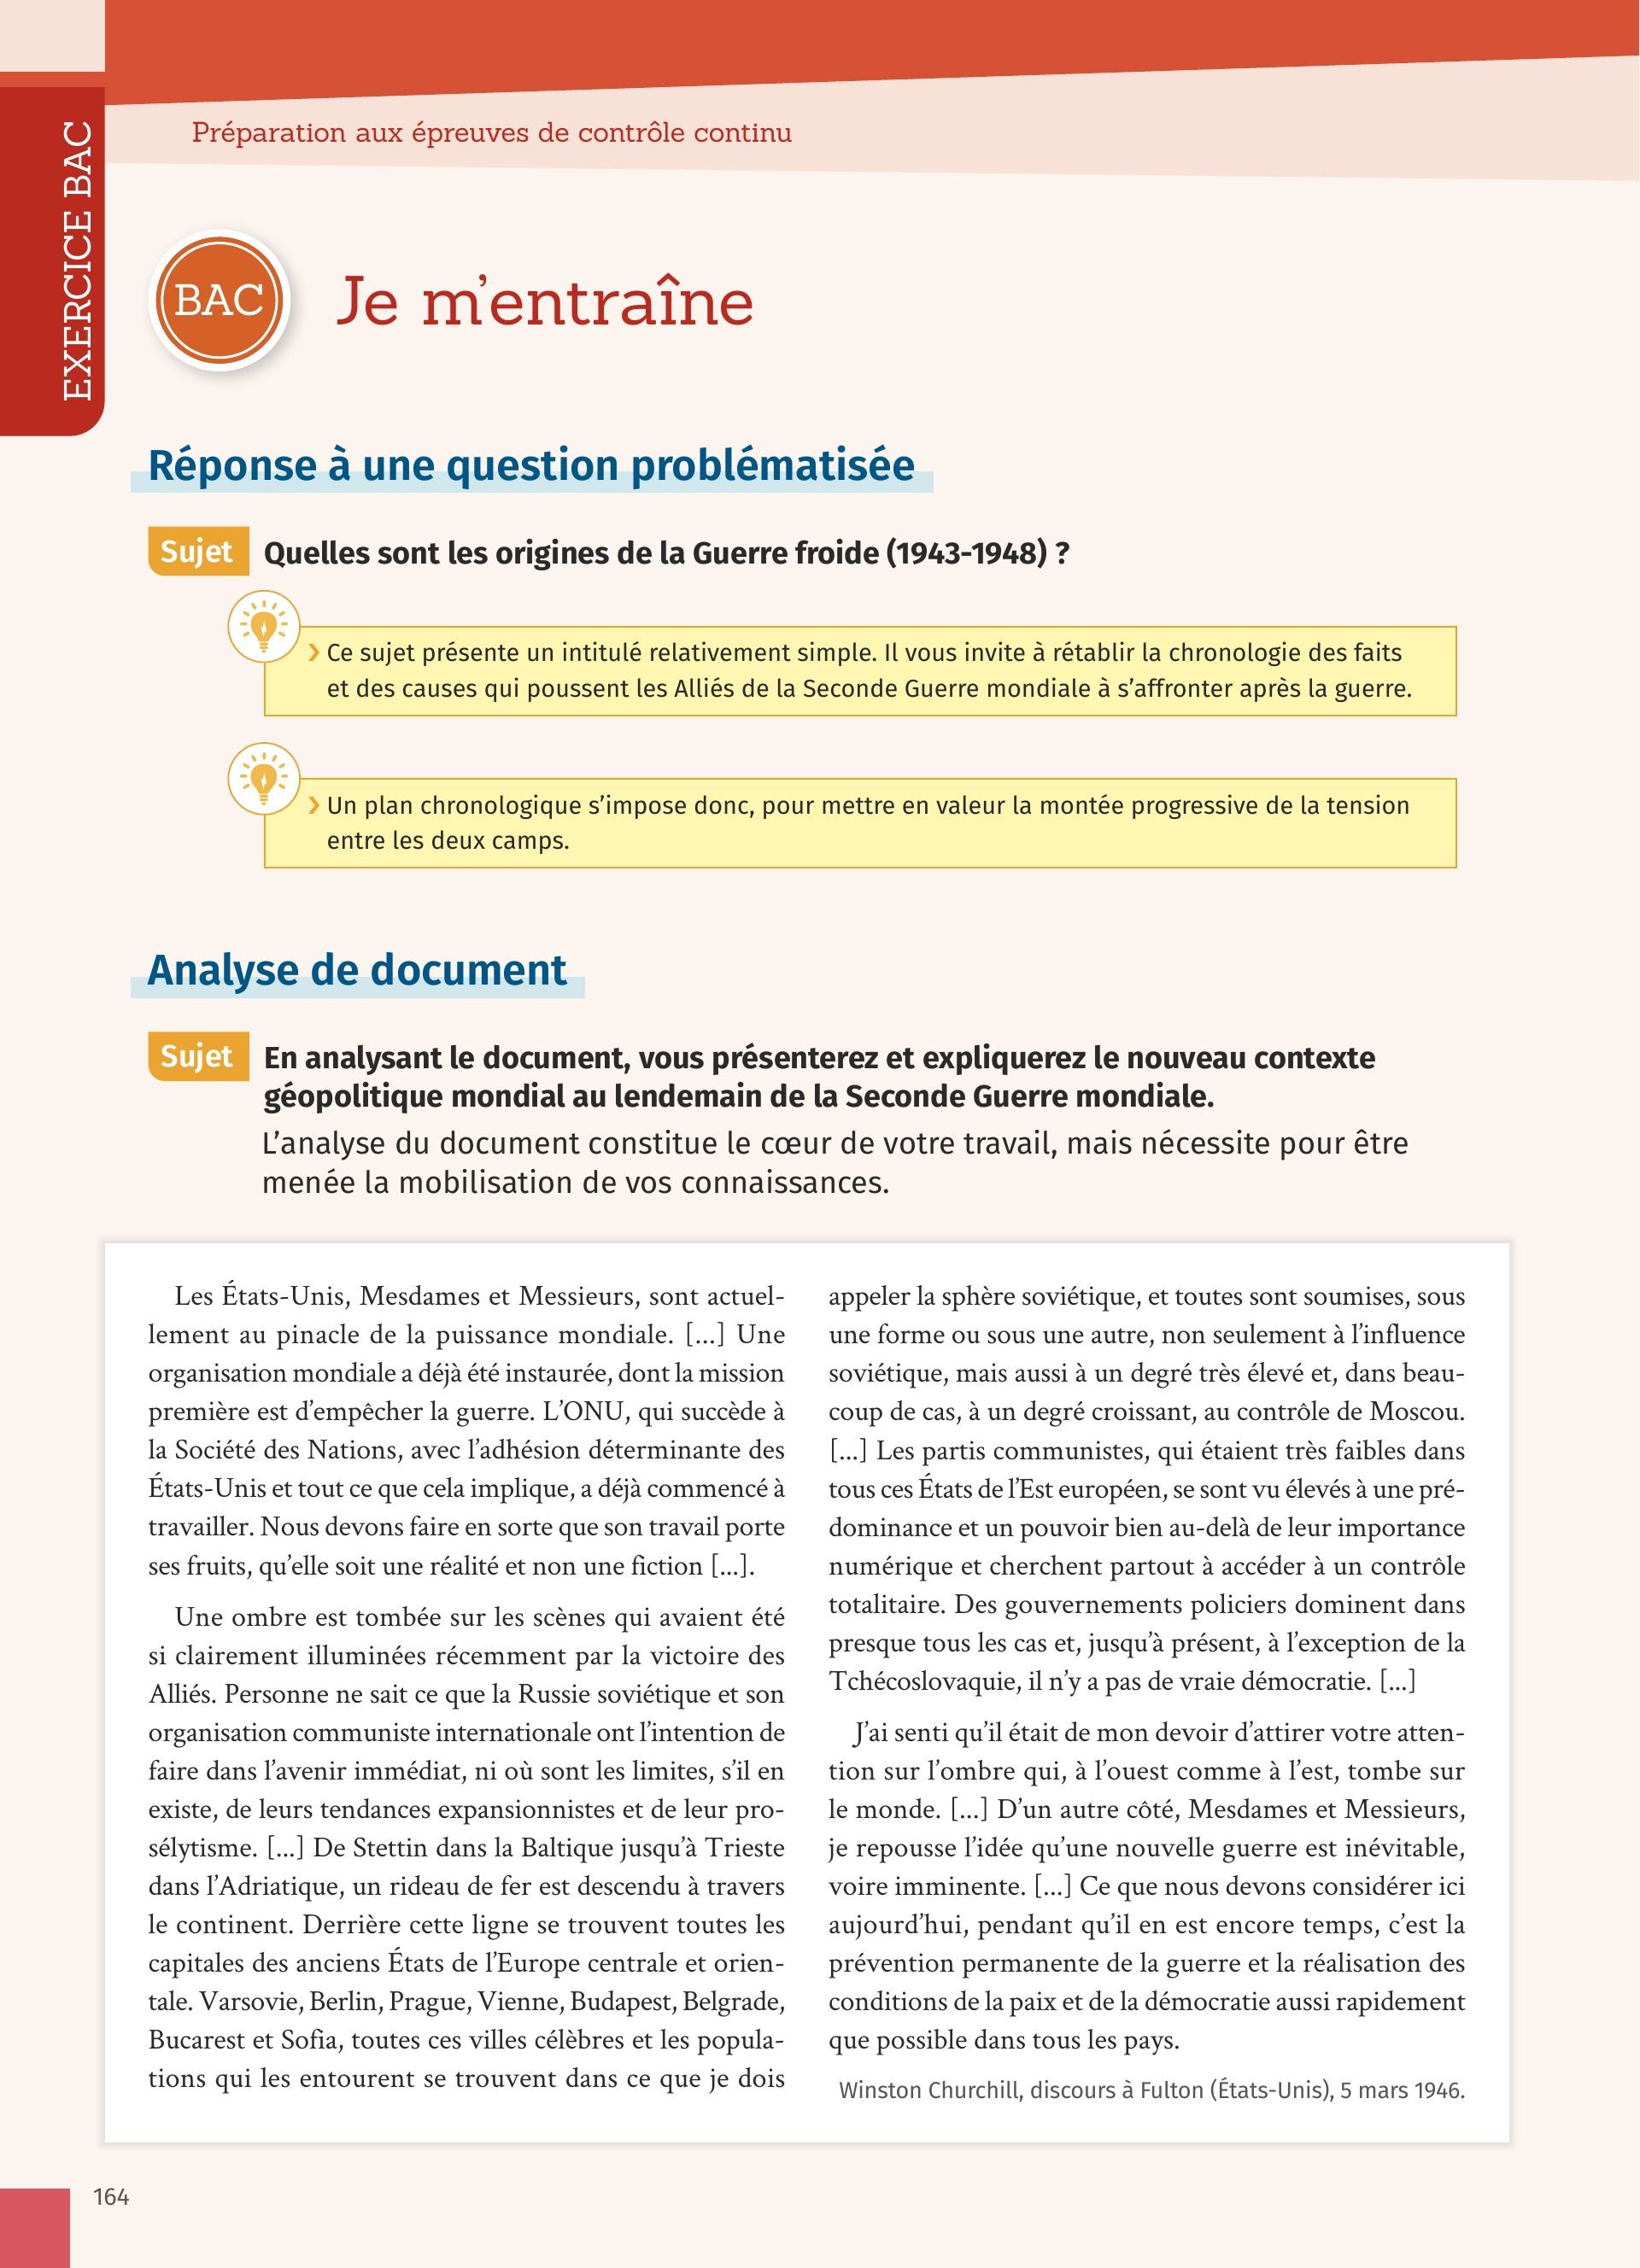 Préparation aux épreuves de contrôle continu
EXERCICE BAC
BAC
Je m'entraîne
Réponse à une question problématisée
Sujet Quelles sont les origines de la Guerre froide (1943-1948) ?
› Ce sujet présente un intitulé relativement simple. Il vous invite à rétablir la chronologie des faits
et des causes qui poussent les Alliés de la Seconde Guerre mondiale à s'affronter après la guerre.
› Un plan chronologique s'impose donc, pour mettre en valeur la montée progressive de la tension
entre les deux camps.
Analyse de document
Sujet En analysant le document, vous présenterez et expliquerez le nouveau contexte
géopolitique mondial au lendemain de la Seconde Guerre mondiale.
L'analyse du document constitue le cœur de votre travail, mais nécessite pour être
menée la mobilisation de vos connaissances.
Les États-Unis, Mesdames et Messieurs, sont actuel-
lement au pinacle de la puissance mondiale. [...] Une
organisation mondiale a déjà été instaurée, dont la mission
première est d'empêcher la guerre. L'ONU, qui succède à
la Société des Nations, avec l'adhésion déterminante des
États-Unis et tout ce que cela implique, a déjà commencé à
travailler. Nous devons faire en sorte que son travail porte
ses fruits, qu'elle soit une réalité et non une fiction [...].
Une ombre est tombée sur les scènes qui avaient été
si clairement illuminées récemment par la victoire des
Alliés. Personne ne sait ce que la Russie soviétique et son
organisation communiste internationale ont l'intention de
faire dans l'avenir immédiat, ni où sont les limites, s'il en
existe, de leurs tendances expansionnistes et de leur pro-
sélytisme. [...] De Stettin dans la Baltique jusqu'à Trieste
dans l'Adriatique, un rideau de fer est descendu à travers
le continent. Derrière cette ligne se trouvent toutes les
capitales des anciens États de l'Europe centrale et orien-
tale. Varsovie, Berlin, Prague, Vienne, Budapest, Belgrade,
Bucarest et Sofia, toutes ces villes célèbres et les popula-
tions qui les entourent se trouvent dans ce que je dois
appeler la sphère soviétique, et toutes sont soumises, sous
une forme ou sous une autre, non seulement à l'influence
soviétique, mais aussi à un degré très élevé et, dans beau-
coup de cas, à un degré croissant, au contrôle de Moscou.
[...] Les partis communistes, qui étaient très faibles dans
tous ces États de l'Est européen, se sont vu élevés à une pré-
dominance et un pouvoir bien au-delà de leur importance
numérique et cherchent partout à accéder à un contrôle
totalitaire. Des gouvernements policiers dominent dans
presque tous les cas et, jusqu'à présent, à l'exception de la
Tchécoslovaquie, il n'y a pas de vraie démocratie. [...]
J'ai senti qu'il était de mon devoir d'attirer votre atten-
tion sur l'ombre qui, à l'ouest comme à l'est, tombe sur
le monde. [...] D'un autre côté, Mesdames et Messieurs,
je repousse l'idée qu'une nouvelle guerre est inévitable,
voire imminente. [...] Ce que nous devons considérer ici
aujourd'hui, pendant qu'il en est encore temps, c'est la
prévention permanente de la guerre et la réalisation des
conditions de la paix et de la démocratie aussi rapidement
que possible dans tous les pays.
Winston Churchill, discours à Fulton (États-Unis), 5 mars 1946.
164